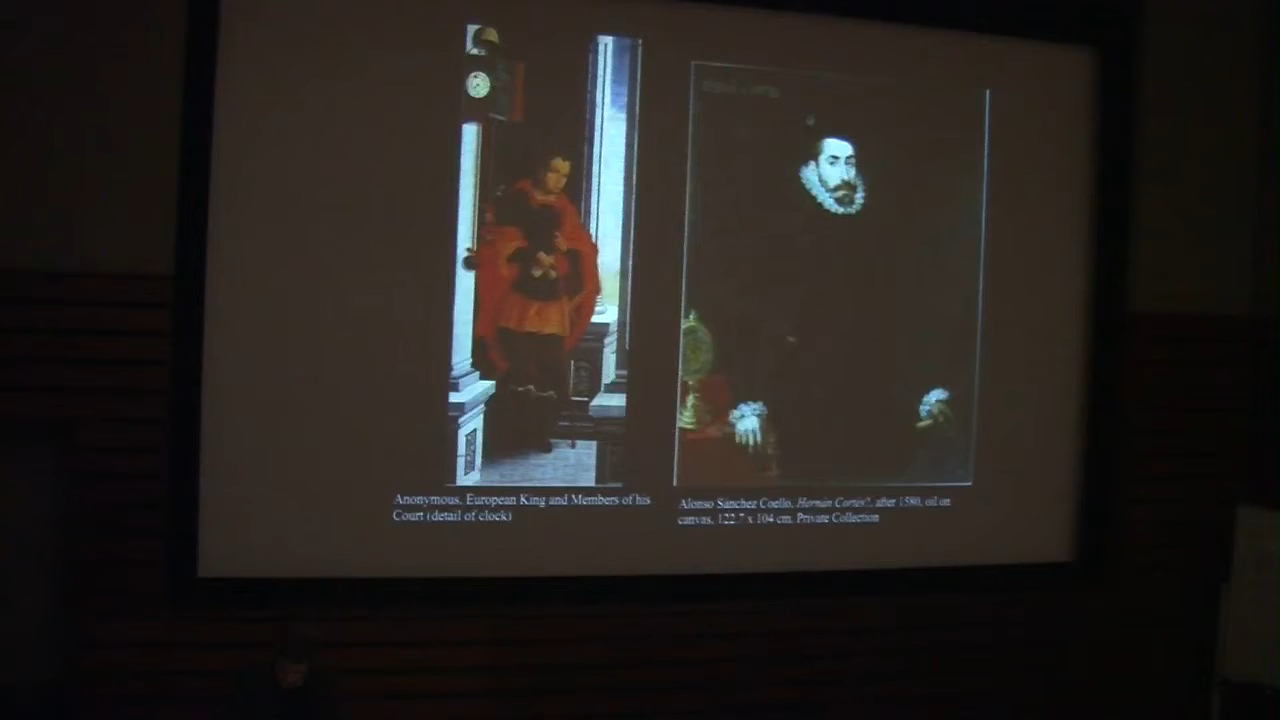 Anonymous, European King and Members of his
Court (detail of clock)
Alonso Sánchez Coello, Hernán Cortés?, after 1580, oil on
canvas, 122.7 x 104 cm. Private Collection